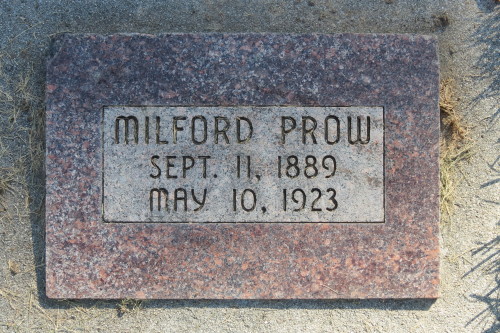 MILFORD PROW
SEPT. 11, 1889
MAY 10, 1923